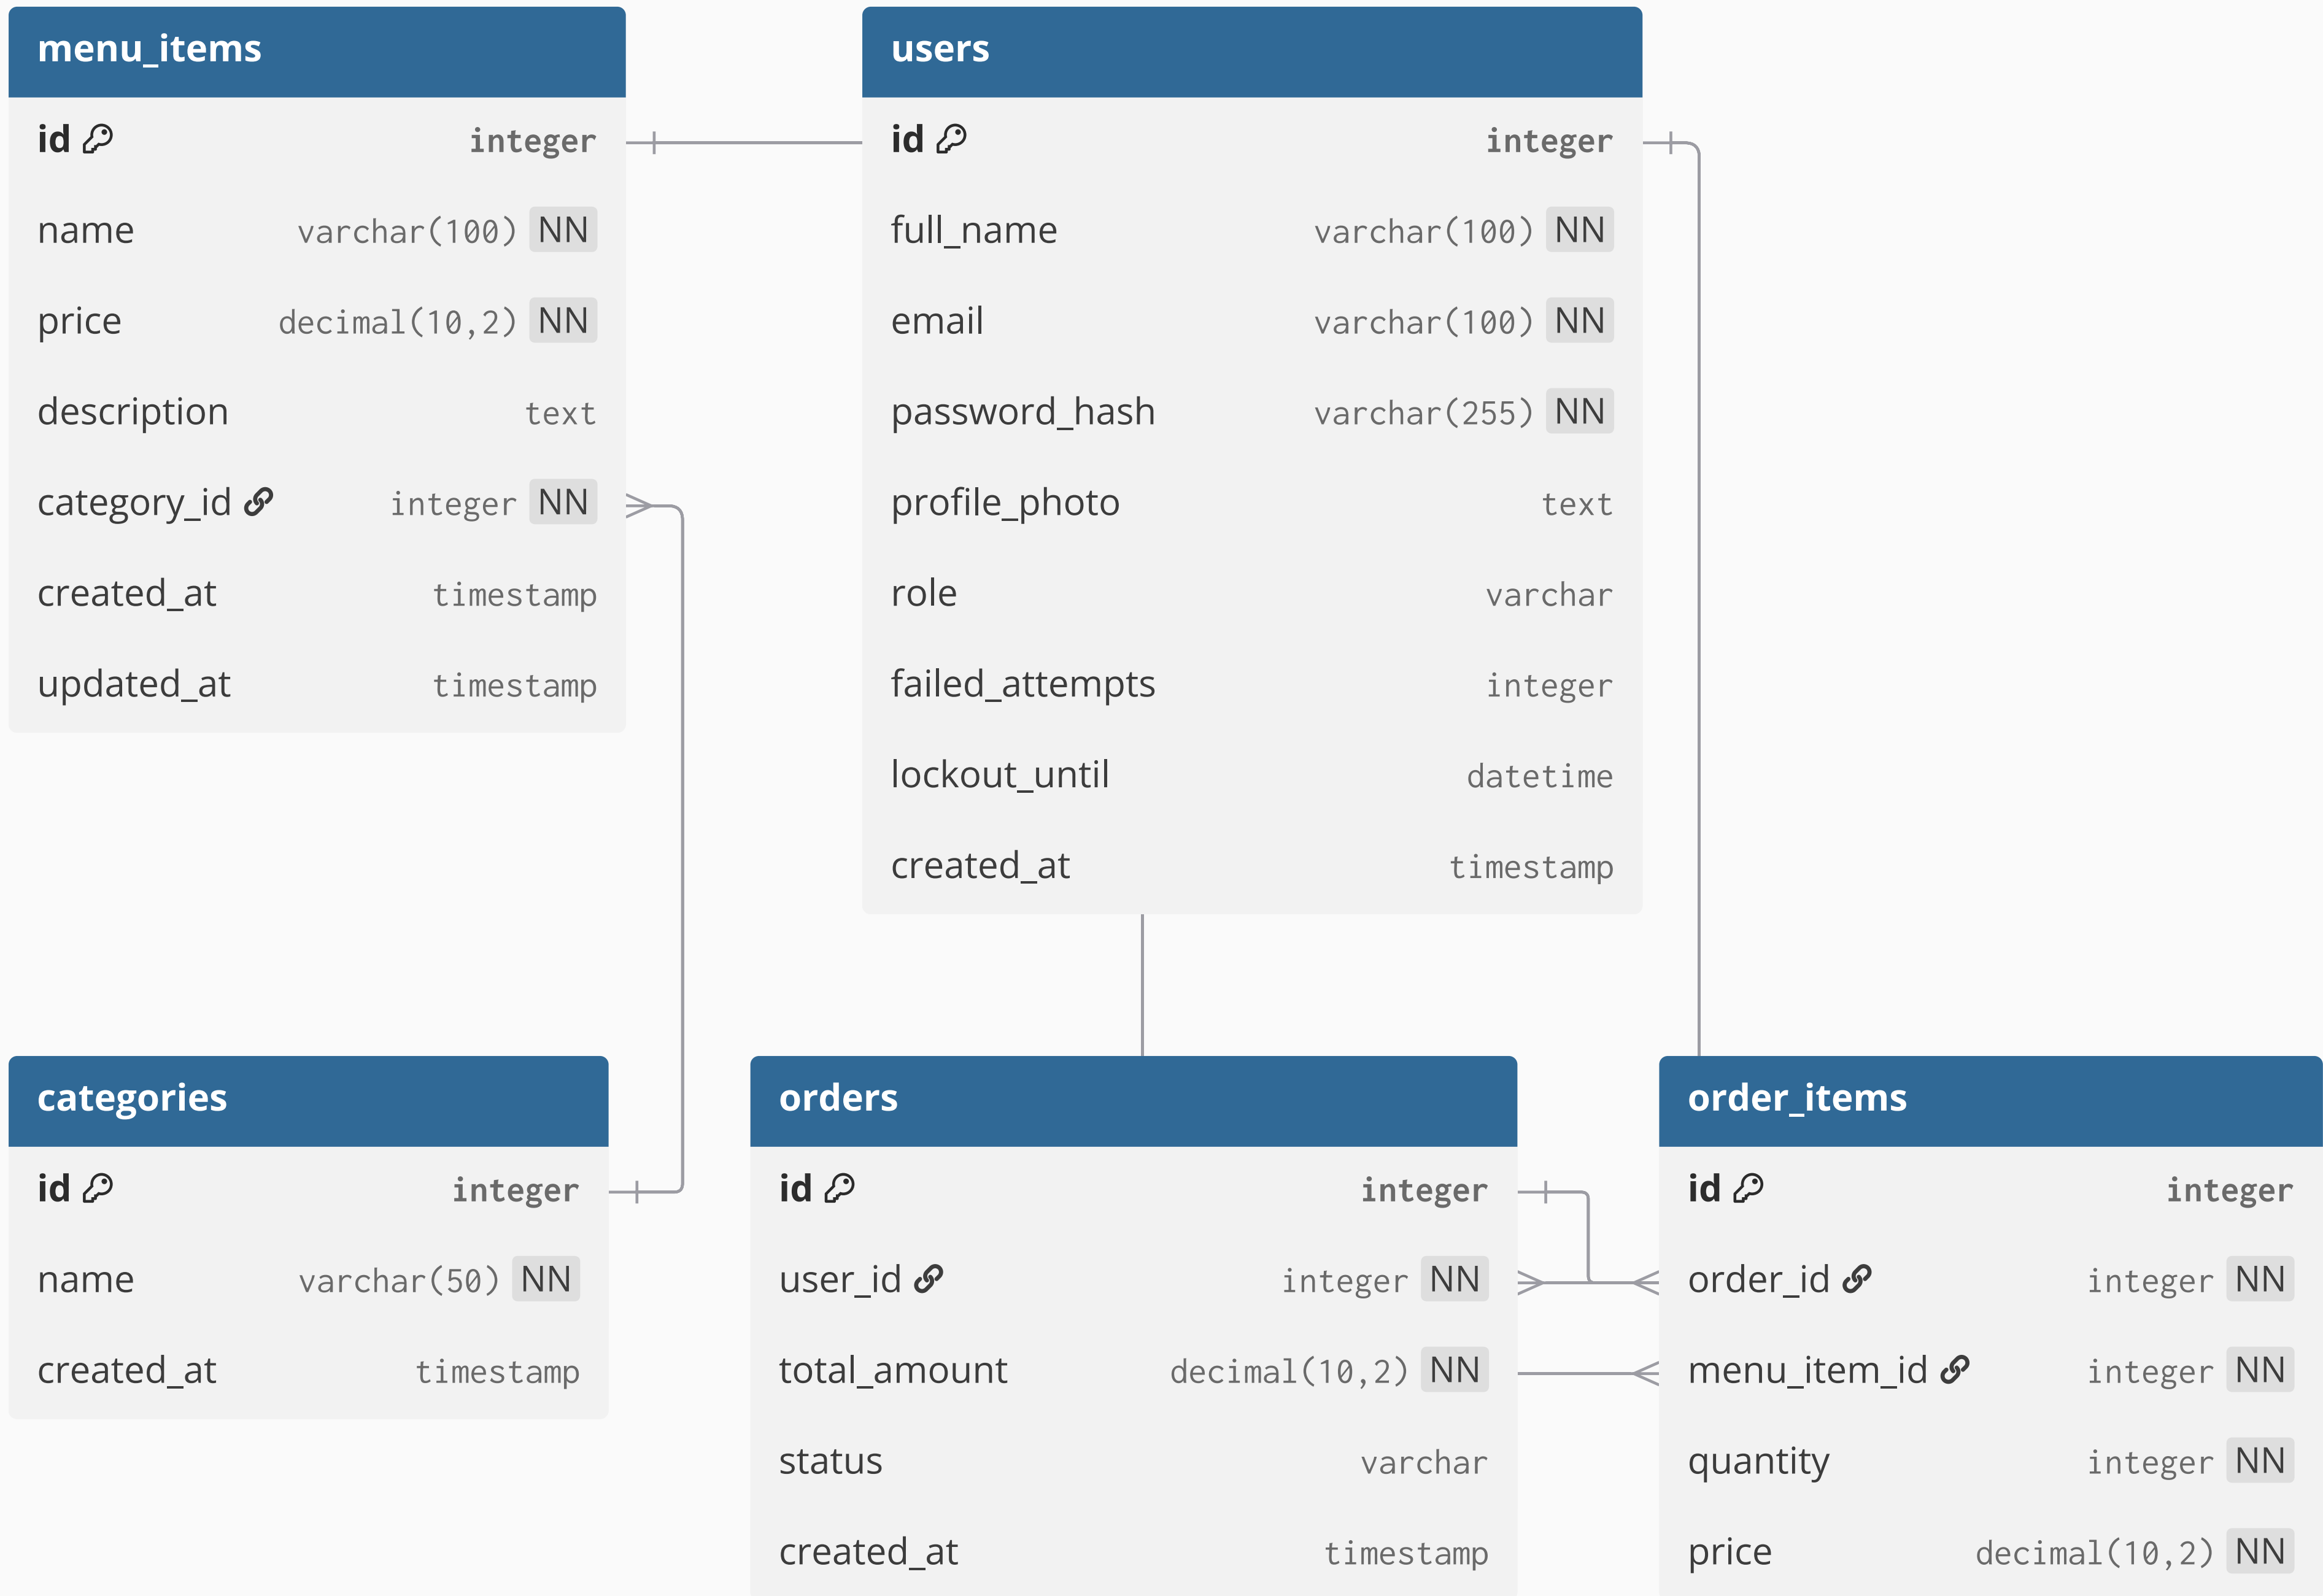 menu_items
id integer
name varchar(100) NN
price decimal(10,2) NN
description text
category_id integer NN
created_at timestamp
updated_at timestamp
users
id integer
full_name varchar(100) NN
email varchar(100) NN
password_hash varchar(255) NN
profile_photo text
role varchar
failed_attempts integer
lockout_until datetime
created_at timestamp
categories
id integer
name varchar(50) NN
created_at timestamp
orders
id integer
user_id integer NN
total_amount decimal(10,2) NN
status varchar
created_at timestamp
order_items
id integer
order_id integer NN
menu_item_id integer NN
quantity integer NN
price decimal(10,2) NN